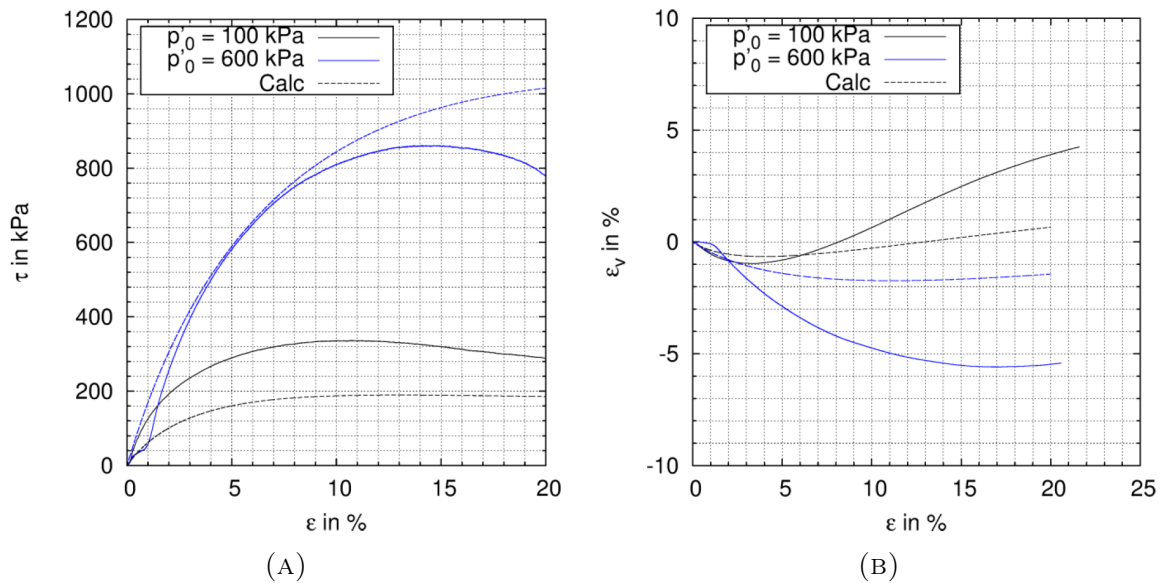 p'0 = 100 kPa
p'0 = 600 kPa
Calc
1200
1000
800
600
400
200
0
τ in kPa
0 5 10 15 20
ε in %
(A)
p'0 = 100 kPa
p'0 = 600 kPa
Calc
10
5
0
-5
-10
εv in %
0 5 10 15 20 25
ε in %
(B)